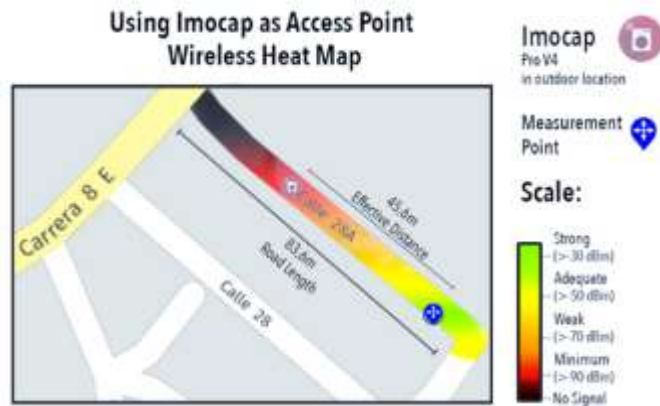 Using Imocap as Access Point
Wireless Heat Map
Imocap
Pro V4
in outdoor location
Measurement
Point
Scale:
Strong
(>-30 dBm)
Adequate
(>-50 dBm)
Weak
(>-70 dBm)
Minimum
(>-90 dBm)
No Signal
Carrera 8 E
Calle 28A
45.6m
Effective Distance
83.6m
Road Length
Calle 28